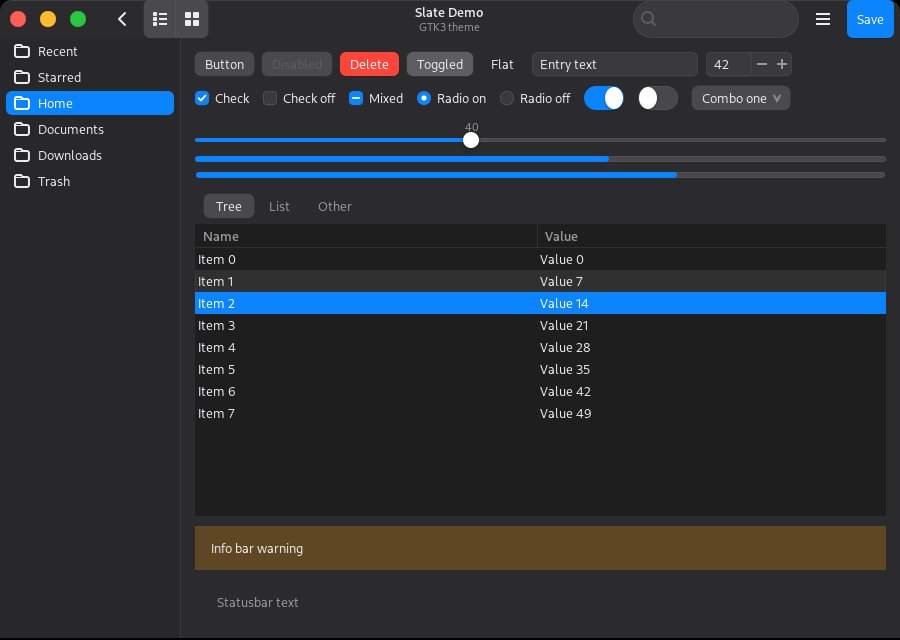 Slate Demo
GTK3 theme
Save
Recent
Starred
Home
Documents
Downloads
Trash
Button Disabled Delete Toggled Flat Entry text 42
Check Check off Mixed Radio on Radio off Combo one
40
Tree List Other
Name Value
Item 0 Value 0
Item 1 Value 7
Item 2 Value 14
Item 3 Value 21
Item 4 Value 28
Item 5 Value 35
Item 6 Value 42
Item 7 Value 49
Info bar warning
Statusbar text